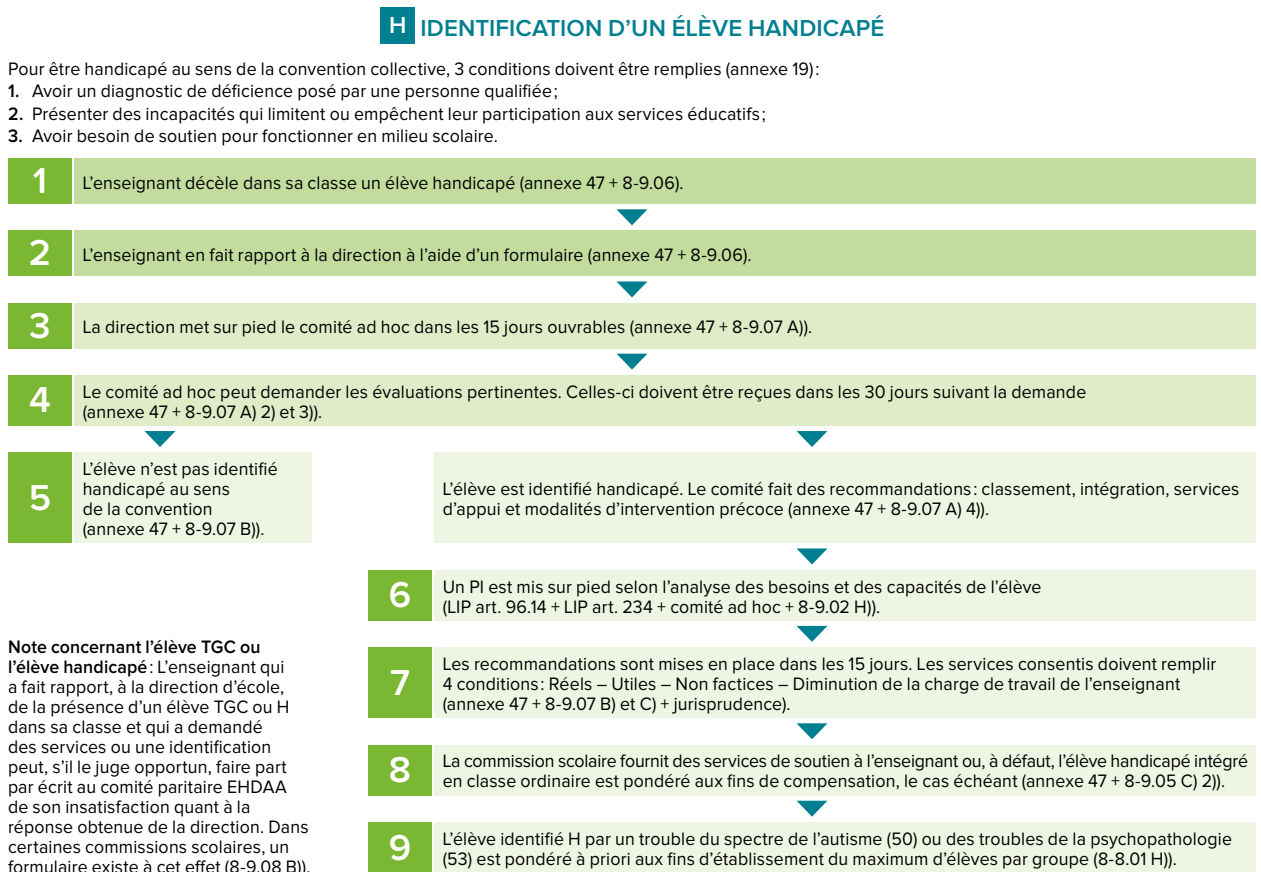 H IDENTIFICATION D’UN ÉLÈVE HANDICAPÉ
Pour être handicapé au sens de la convention collective, 3 conditions doivent être remplies (annexe 19) :
1. Avoir un diagnostic de déficience posé par une personne qualifiée ;
2. Présenter des incapacités qui limitent ou empêchent leur participation aux services éducatifs ;
3. Avoir besoin de soutien pour fonctionner en milieu scolaire.
1
L’enseignant décèle dans sa classe un élève handicapé (annexe 47 + 8-9.06).
2
L’enseignant en fait rapport à la direction à l’aide d’un formulaire (annexe 47 + 8-9.06).
3
La direction met sur pied le comité ad hoc dans les 15 jours ouvrables (annexe 47 + 8-9.07 A)).
4
Le comité ad hoc peut demander les évaluations pertinentes. Celles-ci doivent être reçues dans les 30 jours suivant la demande
(annexe 47 + 8-9.07 A) 2) et 3)).
5
L’élève n’est pas identifié
handicapé au sens
de la convention
(annexe 47 + 8-9.07 B)).
L’élève est identifié handicapé. Le comité fait des recommandations : classement, intégration, services
d’appui et modalités d’intervention précoce (annexe 47 + 8-9.07 A) 4)).
6
Un PI est mis sur pied selon l’analyse des besoins et des capacités de l’élève
(LIP art. 96.14 + LIP art. 234 + comité ad hoc + 8-9.02 H)).
7
Les recommandations sont mises en place dans les 15 jours. Les services consentis doivent remplir
4 conditions : Réels – Utiles – Non factices – Diminution de la charge de travail de l’enseignant
(annexe 47 + 8-9.07 B) et C) + jurisprudence).
8
La commission scolaire fournit des services de soutien à l’enseignant ou, à défaut, l’élève handicapé intégré
en classe ordinaire est pondéré aux fins de compensation, le cas échéant (annexe 47 + 8-9.05 C) 2)).
9
L’élève identifié H par un trouble du spectre de l’autisme (50) ou des troubles de la psychopathologie
(53) est pondéré à priori aux fins d’établissement du maximum d’élèves par groupe (8-8.01 H)).
Note concernant l’élève TGC ou
l’élève handicapé : L’enseignant qui
a fait rapport, à la direction d’école,
de la présence d’un élève TGC ou H
dans sa classe et qui a demandé
des services ou une identification
peut, s’il le juge opportun, faire part
par écrit au comité paritaire EHDAA
de son insatisfaction quant à la
réponse obtenue de la direction. Dans
certaines commissions scolaires, un
formulaire existe à cet effet (8-9.08 B)).